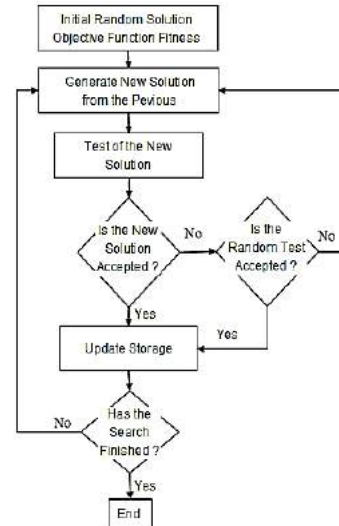 Initial Random Solution
Objective Function Fitness
Generate New Solution
from the Pevious
Test of the New
Solution
Is the New
Solution
Accepted ?
No
Is the
Random Test
Accepted ?
No
Yes
Yes
Update Storage
Has the
Search
Finished ?
No
Yes
End